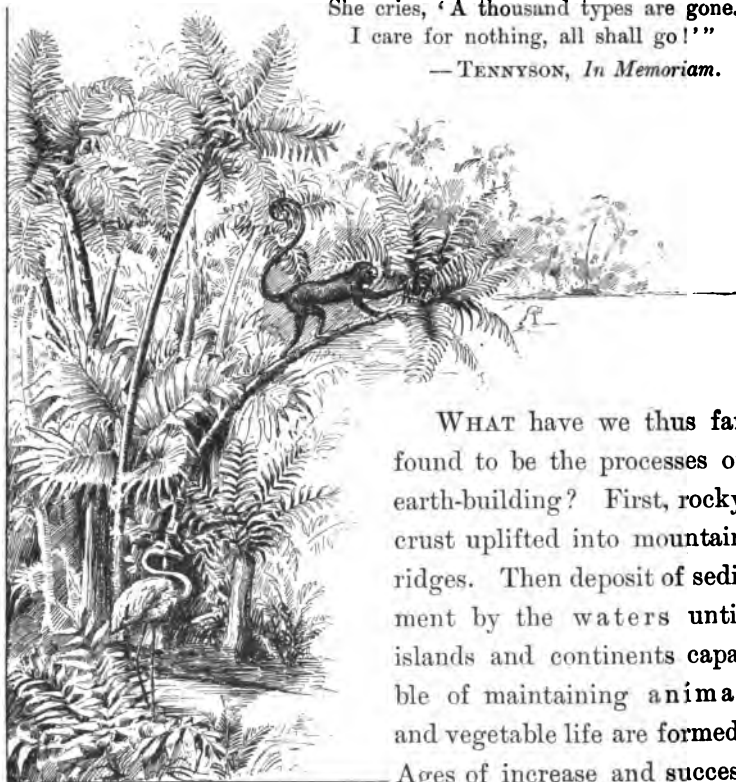 She cries, ‘A thousand types are gone.
I care for nothing, all shall go!’”
— TENNYSON, In Memoriam.
WHAT have we thus far
found to be the processes o
earth-building? First, rocky
crust uplifted into mountain
ridges. Then deposit of sedi
ment by the waters unti
islands and continents capa
ble of maintaining anima
and vegetable life are formed
Ages of increase and succes